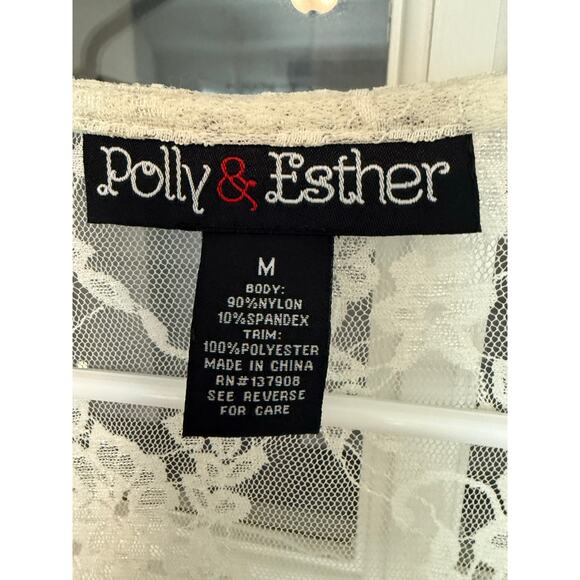 Polly & Esther
M
BODY:
90%NYLON
10%SPANDEX
TRIM:
100%POLYESTER
MADE IN CHINA
RN#137908
SEE REVERSE
FOR CARE